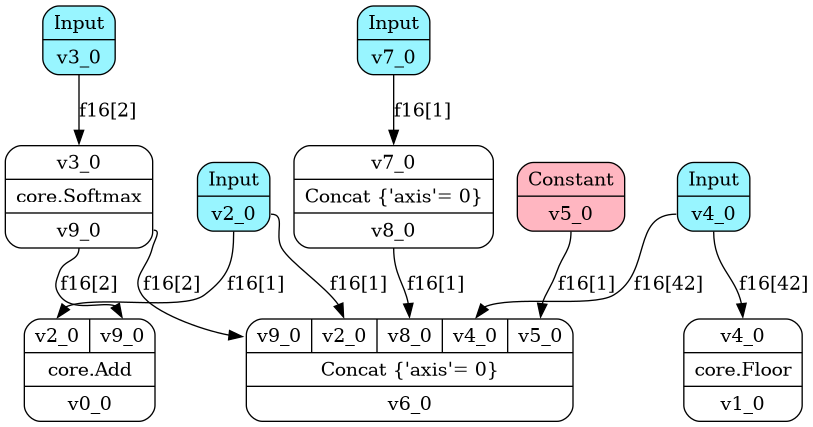 Input
v3_0
Input
v7_0
f16[2]
f16[1]
v3_0
core.Softmax
v9_0
Input
v2_0
v7_0
Concat {'axis'= 0}
v8_0
Constant
v5_0
Input
v4_0
f16[2]
f16[2]
f16[1]
f16[1]
f16[1]
f16[1]
f16[42]
f16[42]
v2_0 v9_0
core.Add
v0_0
v9_0 v2_0 v8_0 v4_0 v5_0
Concat {'axis'= 0}
v6_0
v4_0
core.Floor
v1_0